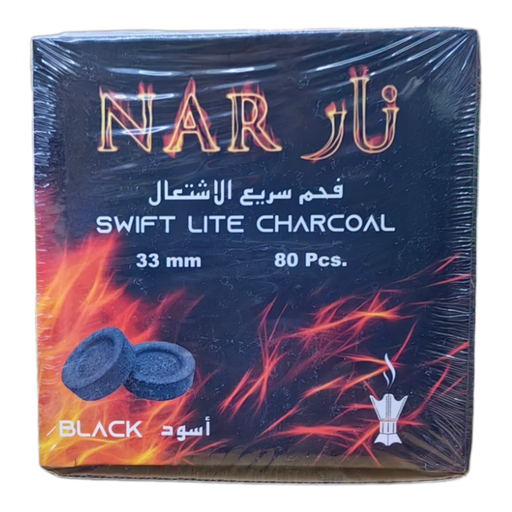 NAR نار
فحم سريع الاشتعال
SWIFT LITE CHARCOAL
33 mm 80 Pcs.
BLACK أسود